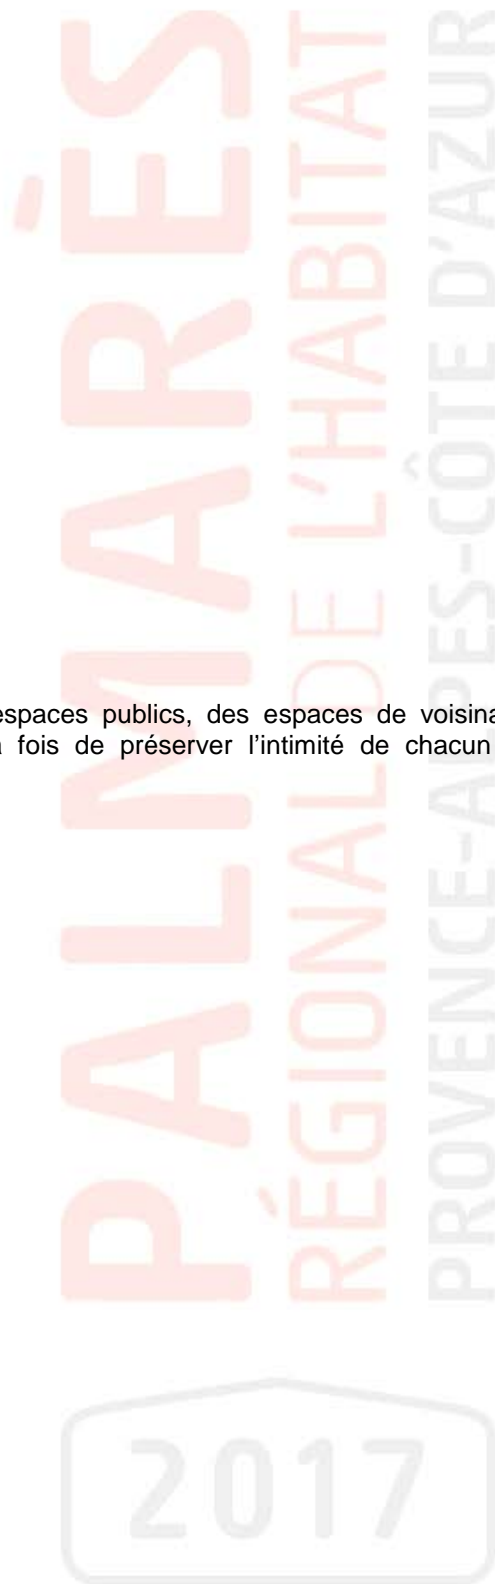 PALMARÈS
RÉGIONAL DE L'HABITAT
PROVENCE-ALPES-CÔTE D'AZUR
espaces publics, des espaces de
fois de préserver l'intimité de chacun
2017